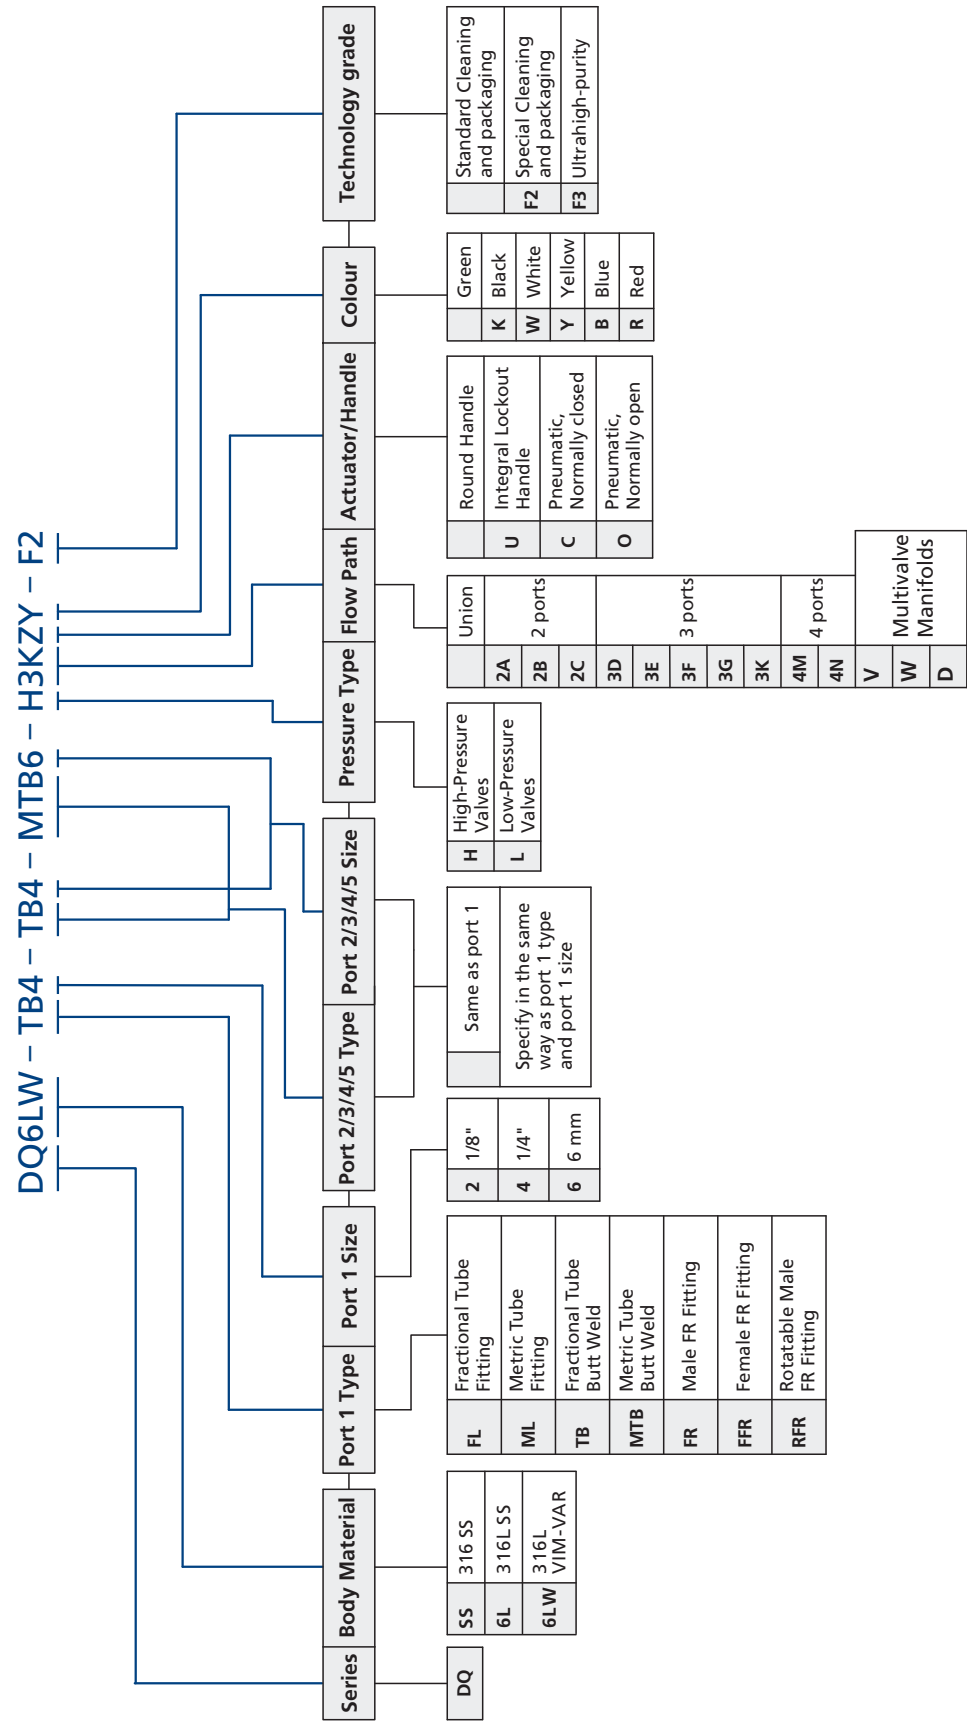 DQ6LW – TB4 – TB4 – MTB6 – H3KZY – F2
Series
Body Material
Port 1 Type
Port 1 Size
Port 2/3/4/5 Type
Port 2/3/4/5 Size
Pressure Type
Flow Path
Actuator/Handle
Colour
Technology grade
DQ
SS 316 SS
6L 316L SS
6LW 316L
VIM-VAR
FL Fractional Tube
Fitting
ML Metric Tube
Fitting
TB Fractional Tube
Butt Weld
MTB Metric Tube
Butt Weld
FR Male FR Fitting
FFR Female FR Fitting
RFR Rotatable Male
FR Fitting
2 1/8"
4 1/4"
6 6 mm
Same as port 1
Specify in the same
way as port 1 type
and port 1 size
H High-Pressure
Valves
L Low-Pressure
Valves
Union
2A
2B 2 ports
2C
3D
3E
3F 3 ports
3G
3K
4M
4N 4 ports
V
W Multivalve
Manifolds
D
Round Handle
U Integral Lockout
Handle
C Pneumatic,
Normally closed
O Pneumatic,
Normally open
Green
K Black
W White
Y Yellow
B Blue
R Red
Standard Cleaning
and packaging
F2 Special Cleaning
and packaging
F3 Ultrahigh-purity